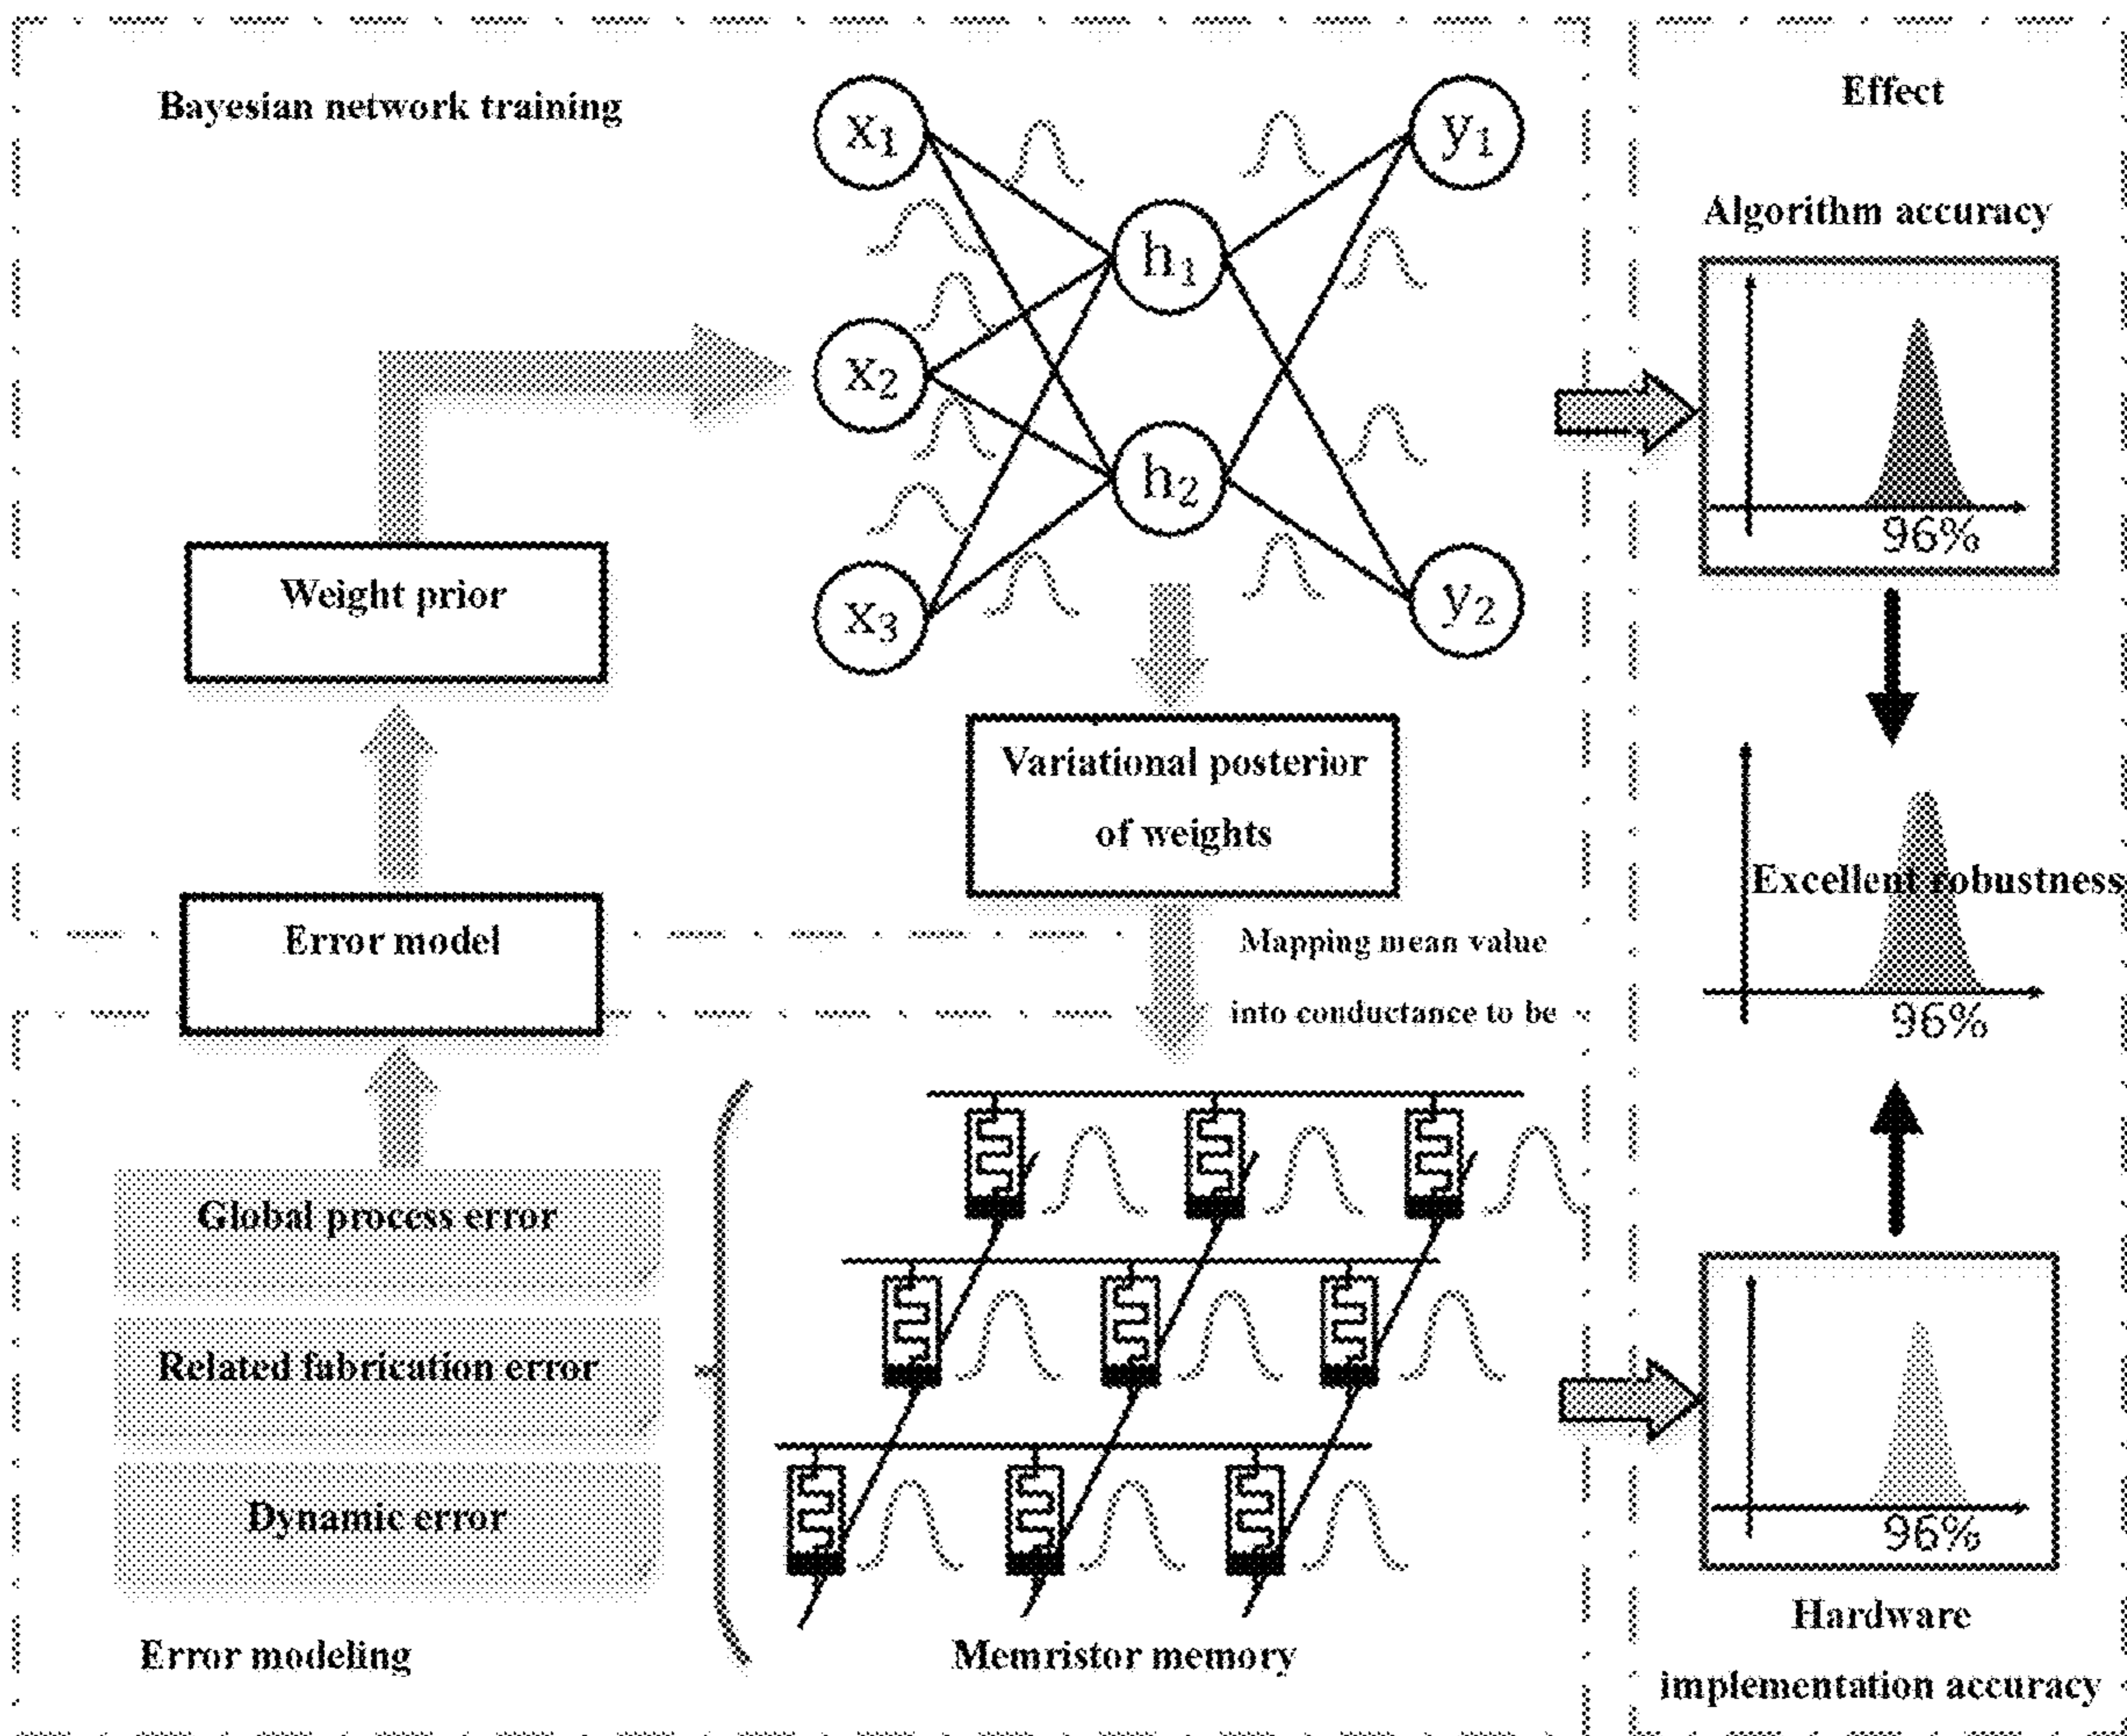 Bayesian network training
x1
x2
x3
h1
h2
y1
y2
Weight prior
Variational posterior
of weights
Error model
Mapping mean value
into conductance to be
Global process error
Related fabrication error
Dynamic error
Error modeling
Memristor memory
Effect
Algorithm accuracy
96%
Excellent robustness
96%
96%
Hardware
implementation accuracy